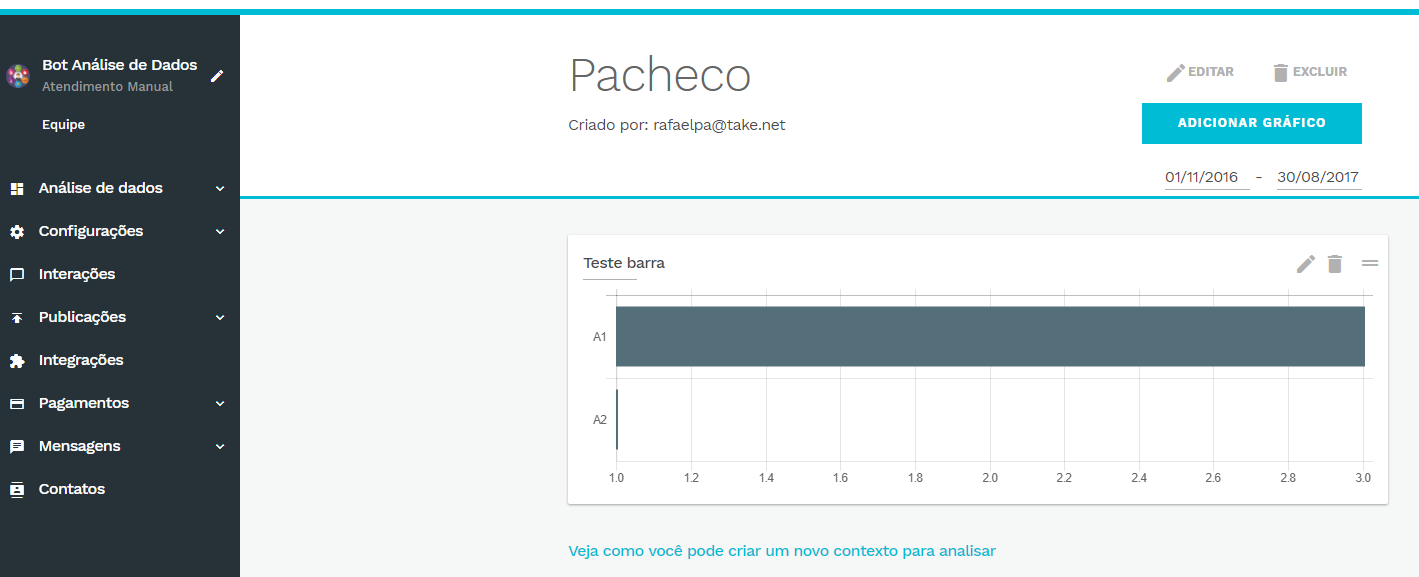 Bot Análise de Dados
Atendimento Manual
Equipe
Análise de dados
Configurações
Interações
Publicações
Integrações
Pagamentos
Mensagens
Contatos
Pacheco
Criado por: rafaelpa@take.net
EDITAR EXCLUIR
ADICIONAR GRÁFICO
01/11/2016 - 30/08/2017
Teste barra
A1
A2
1.0 1.2 1.4 1.6 1.8 2.0 2.2 2.4 2.6 2.8 3.0
Veja como você pode criar um novo contexto para analisar